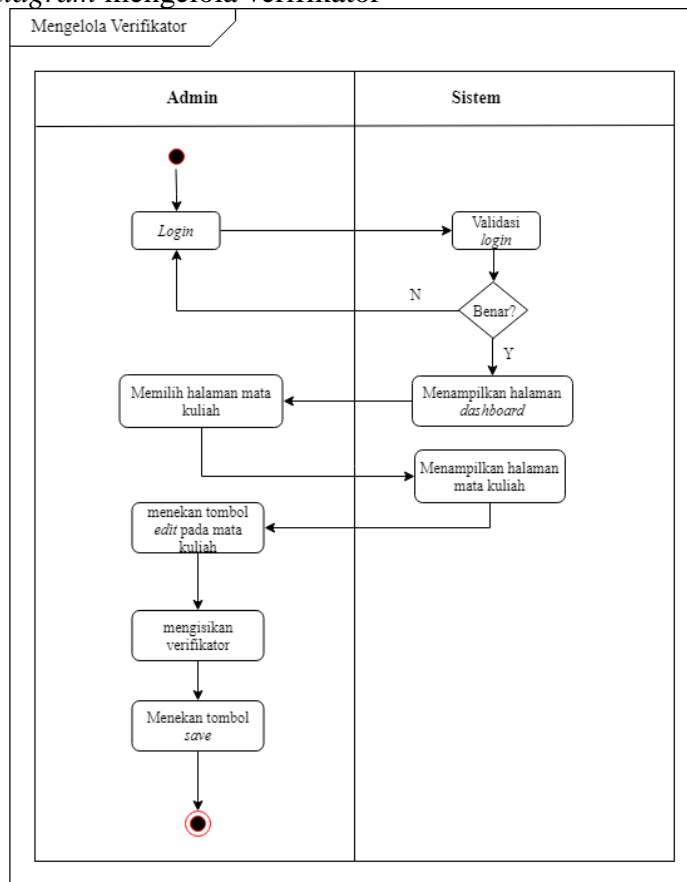 diagram mengelola verifikator
Mengelola Verifikator
Admin
Sistem
Login
Validasi
login
N
Benar?
Y
Memilih halaman mata
kuliah
Menampilkan halaman
dashboard
Menampilkan halaman
mata kuliah
menekan tombol
edit pada mata
kuliah
mengisikan
verifikator
Menekan tombol
save